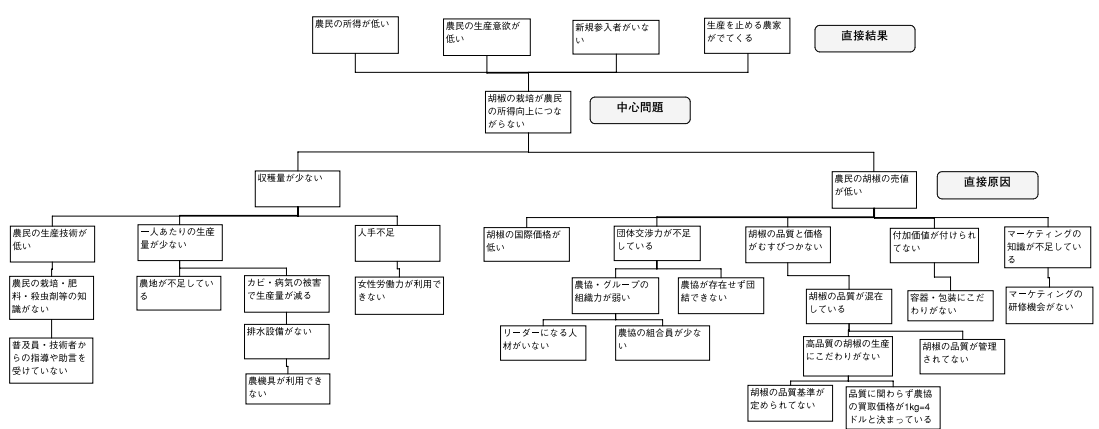 農民の所得が低い
農民の生産意欲が
低い
新規参入者がいな
い
生産を止める農家
がでてくる
直接結果
胡椒の栽培が農民
の所得向上につな
がらない
中心問題
収穫量が少ない
農民の胡椒の売値
が低い
直接原因
農民の生産技術が
低い
一人あたりの生産
量が少ない
人手不足
胡椒の国際価格が
低い
団体交渉力が不足
している
胡椒の品質と価格
がむすびつかない
付加価値が付けられ
てない
マーケティングの
知識が不足してい
る
農民の栽培・肥
料・殺虫剤等の知
識がない
農地が不足してい
る
カビ・病気の被害
で生産量が減る
女性労働力が利用で
きない
農協・グループの
組織力が弱い
農協が存在せず団
結できない
胡椒の品質が混在
している
容器・包装にこだ
わりがない
マーケティングの
研修機会がない
普及員・技術者か
らの指導や助言を
受けていない
排水設備がない
リーダーになる人
材がいない
農協の組合員が少な
い
高品質の胡椒の生産
にこだわりがない
胡椒の品質が管理
されてない
農機具が利用でき
ない
胡椒の品質基準が
定められてない
品質に関わらず農協
の買取価格が1kg=4
ドルと決まっている